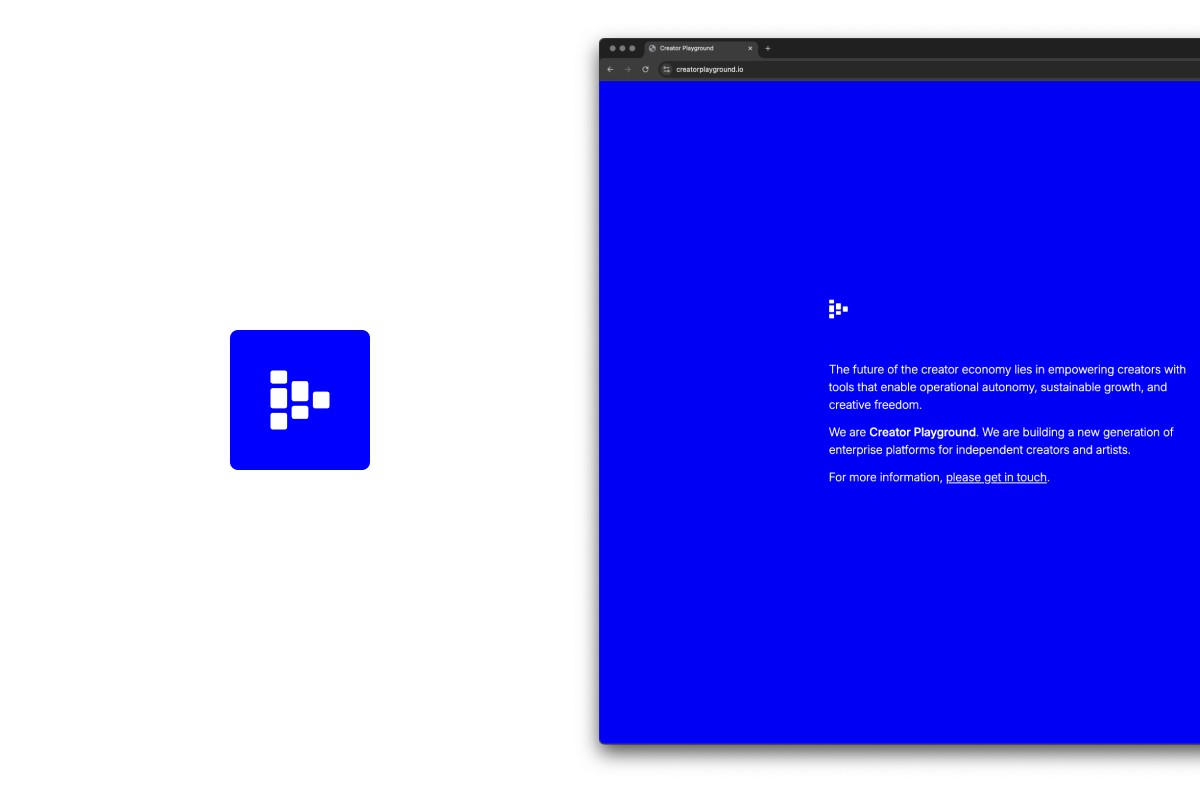 Creator Playground
creatorplayground.io
The future of the creator economy lies in empowering creators with
tools that enable operational autonomy, sustainable growth, and
creative freedom.
We are Creator Playground. We are building a new generation of
enterprise platforms for independent creators and artists.
For more information, please get in touch.